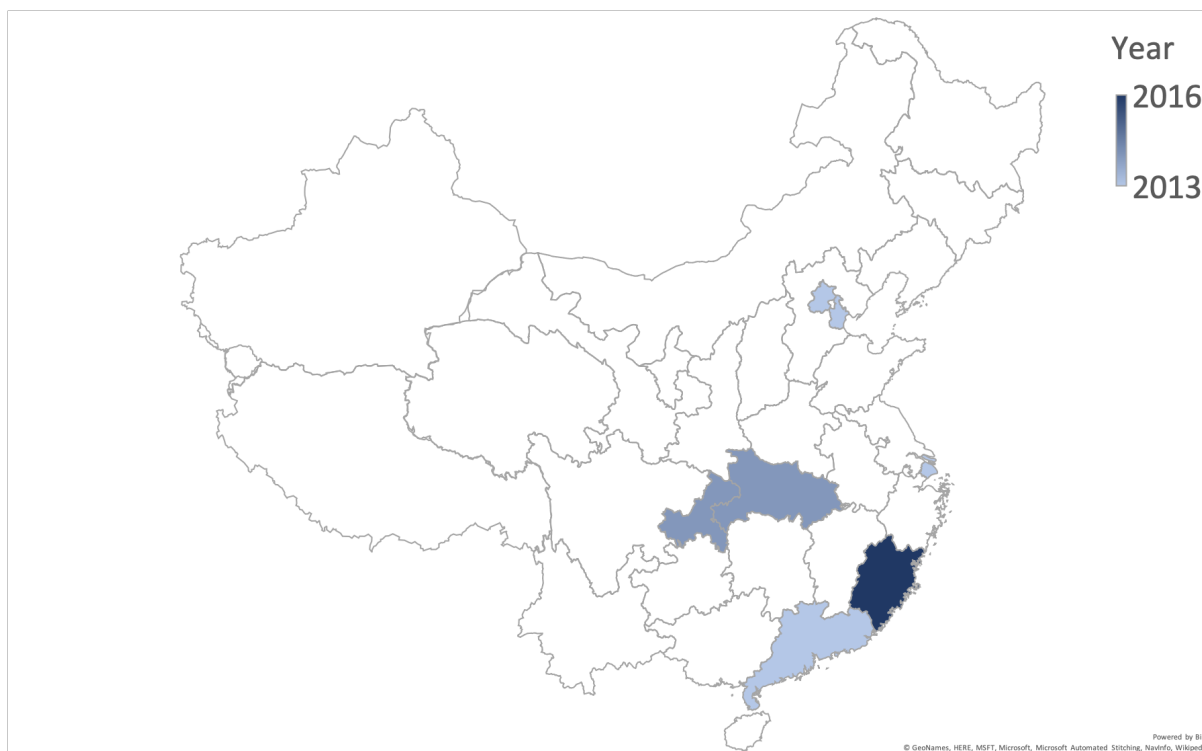 Year
2016
2013
Powered by Bi
© GeoNames, HERE, MSFT, Microsoft, Microsoft Automated Stitching, Navinfo, Wikiped